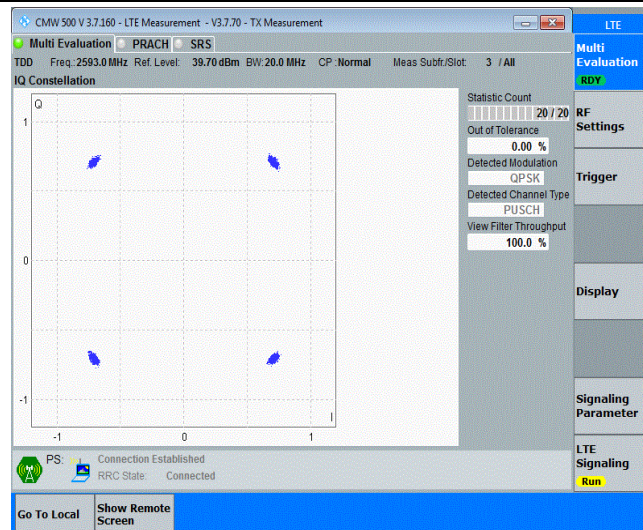 CMW 500 V 3.7.160 - LTE Measurement - V3.7.70 - TX Measurement
LTE
Multi Evaluation PRACH SRS
Multi Evaluation
RDY
TDD Freq.:2593.0 MHz Ref. Level: 39.70 dBm BW:20.0 MHz CP :Normal Meas Subfr./Slot: 3 / All
IQ Constellation
Q
1
0
-1
-1 0 1
I
Statistic Count
20 / 20
Out of Tolerance
0.00 %
Detected Modulation
QPSK
Detected Channel Type
PUSCH
View Filter Throughput
100.0 %
RF Settings
Trigger
Display
Signaling Parameter
LTE Signaling
Run
PS: Connection Established
RRC State: Connected
Go To Local
Show Remote Screen